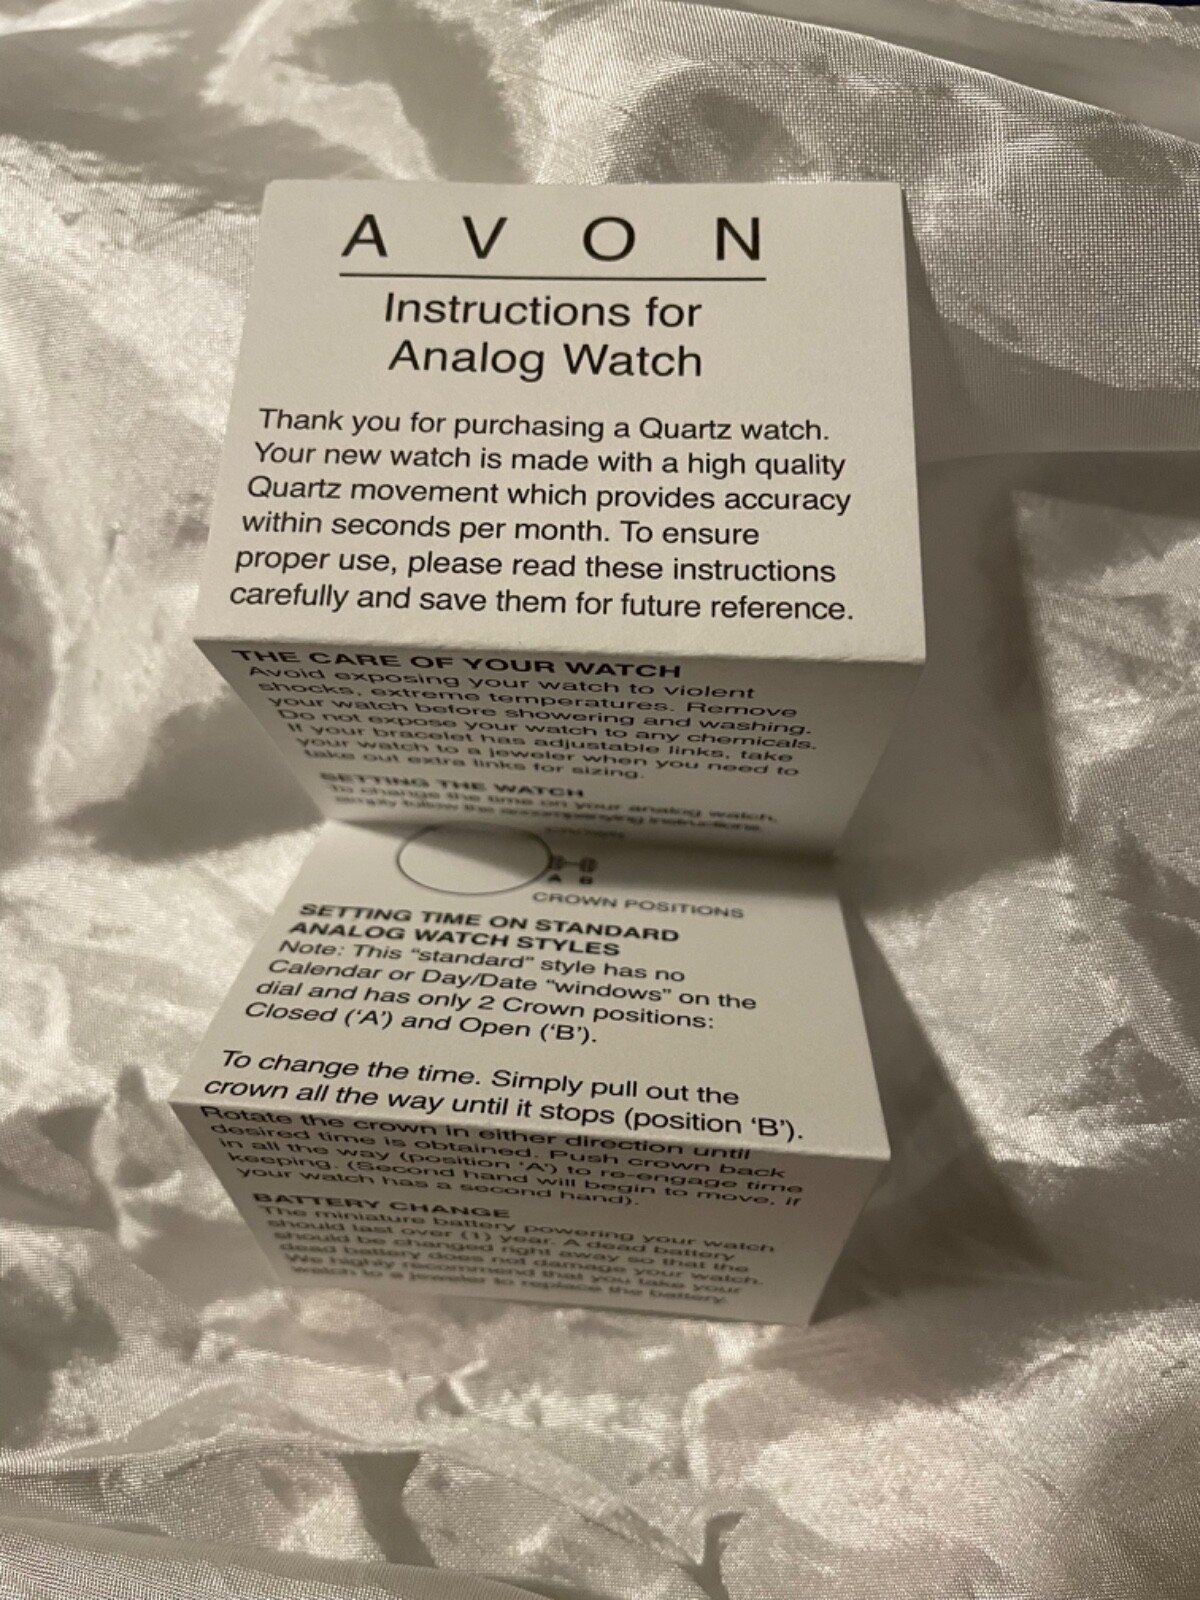 A V O N
Instructions for
Analog Watch
Thank you for purchasing a Quartz watch.
Your new watch is made with a high quality
Quartz movement which provides accuracy
within seconds per month. To ensure
proper use, please read these instructions
carefully and save them for future reference.
THE CARE OF YOUR WATCH
Avoid exposing your watch to violent
shocks, extreme temperatures. Remove
your watch before showering and washing.
Do not expose your watch to any chemicals.
If your bracelet has adjustable links, take
your watch to a jeweler when you need to
take out extra links for sizing.
SETTING THE WATCH
To change the time on your analog watch,
simply follow the accompanying instructions.
CROWN
A B
CROWN POSITIONS
SETTING TIME ON STANDARD
ANALOG WATCH STYLES
Note: This “standard” style has no
Calendar or Day/Date “windows” on the
dial and has only 2 Crown positions:
Closed (‘A’) and Open (‘B’).
To change the time. Simply pull out the
crown all the way until it stops (position ‘B’).
Rotate the crown in either direction until
desired time is obtained. Push crown back
in all the way (position ‘A’) to re-engage time
keeping. (Second hand will begin to move, if
your watch has a second hand).
BATTERY CHANGE
The miniature battery powering your watch
should last over (1) year. A dead battery
should be changed right away so that the
dead battery does not damage your watch.
We highly recommend that you take your
watch to a jeweler to replace the battery.